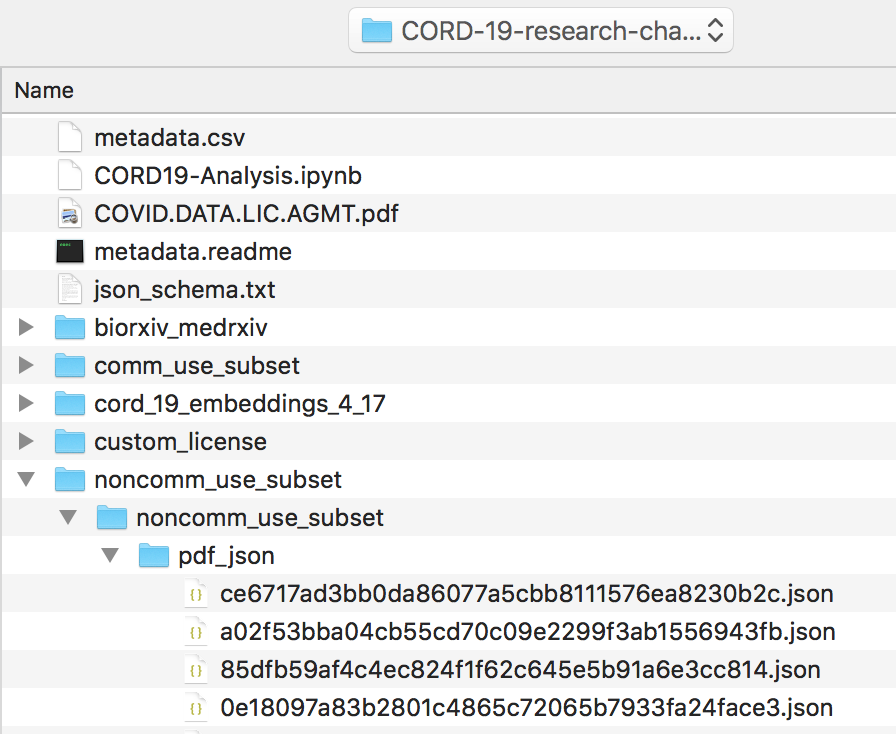 CORD-19-research-cha...
Name
metadata.csv
CORD19-Analysis.ipynb
COVID.DATA.LIC.AGMT.pdf
metadata.readme
json_schema.txt
biorxiv_medrxiv
comm_use_subset
cord_19_embeddings_4_17
custom_license
noncomm_use_subset
noncomm_use_subset
pdf_json
ce6717ad3bb0da86077a5cbb8111576ea8230b2c.json
a02f53bba04cb55cd70c09e2299f3ab1556943fb.json
85dfb59af4c4ec824f1f62c645e5b91a6e3cc814.json
0e18097a83b2801c4865c72065b7933fa24face3.json